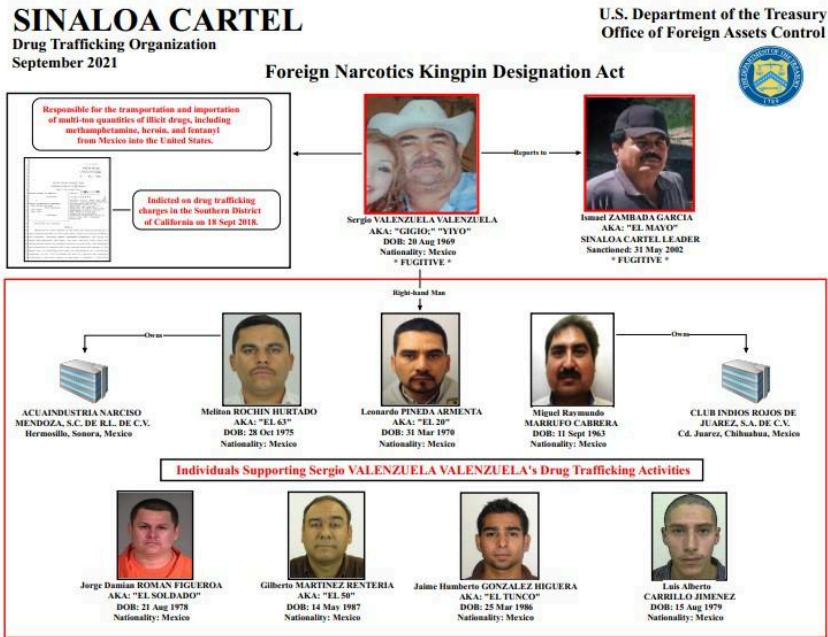 SINALOA CARTEL
Drug Trafficking Organization
September 2021
U.S. Department of the Treasury
Office of Foreign Assets Control
Foreign Narcotics Kingpin Designation Act
Responsible for the transportation and importation
of multi-ton quantities of illicit drugs, including
methamphetamine, heroin, and fentanyl
from Mexico into the United States.
Indicted on drug trafficking
charges in the Southern District
of California on 18 Sept 2018.
Reports to
Sergio VALENZUELA VALENZUELA
AKA: "GIGIO;" "YIYO"
DOB: 20 Aug 1969
Nationality: Mexico
* FUGITIVE *
Ismael ZAMBADA GARCIA
AKA: "EL MAYO"
SINALOA CARTEL LEADER
Sanctioned: 31 May 2002
* FUGITIVE *
Right-hand Man
Owns
Owns
ACUAINDUSTRIA NARCISO
MENDOZA, S.C. DE R.L. DE C.V.
Hermosillo, Sonora, Mexico
Meliton ROCHIN HURTADO
AKA: "EL 63"
DOB: 28 Oct 1975
Nationality: Mexico
Leonardo PINEDA ARMENTA
AKA: "EL 20"
DOB: 31 Mar 1970
Nationality: Mexico
Miguel Raymundo
MARRUFO CABRERA
DOB: 11 Sept 1963
Nationality: Mexico
CLUB INDIOS ROJOS DE
JUAREZ, S.A. DE C.V.
Cd. Juarez, Chihuahua, Mexico
Individuals Supporting Sergio VALENZUELA VALENZUELA's Drug Trafficking Activities
Jorge Damian ROMAN FIGUEROA
AKA: "EL SOLDADO"
DOB: 21 Aug 1978
Nationality: Mexico
Gilberto MARTINEZ RENTERIA
AKA: "EL 50"
DOB: 14 May 1987
Nationality: Mexico
Jaime Humberto GONZALEZ HIGUERA
AKA: "EL TUNCO"
DOB: 25 Mar 1986
Nationality: Mexico
Luis Alberto
CARRILLO JIMENEZ
DOB: 15 Aug 1979
Nationality: Mexico